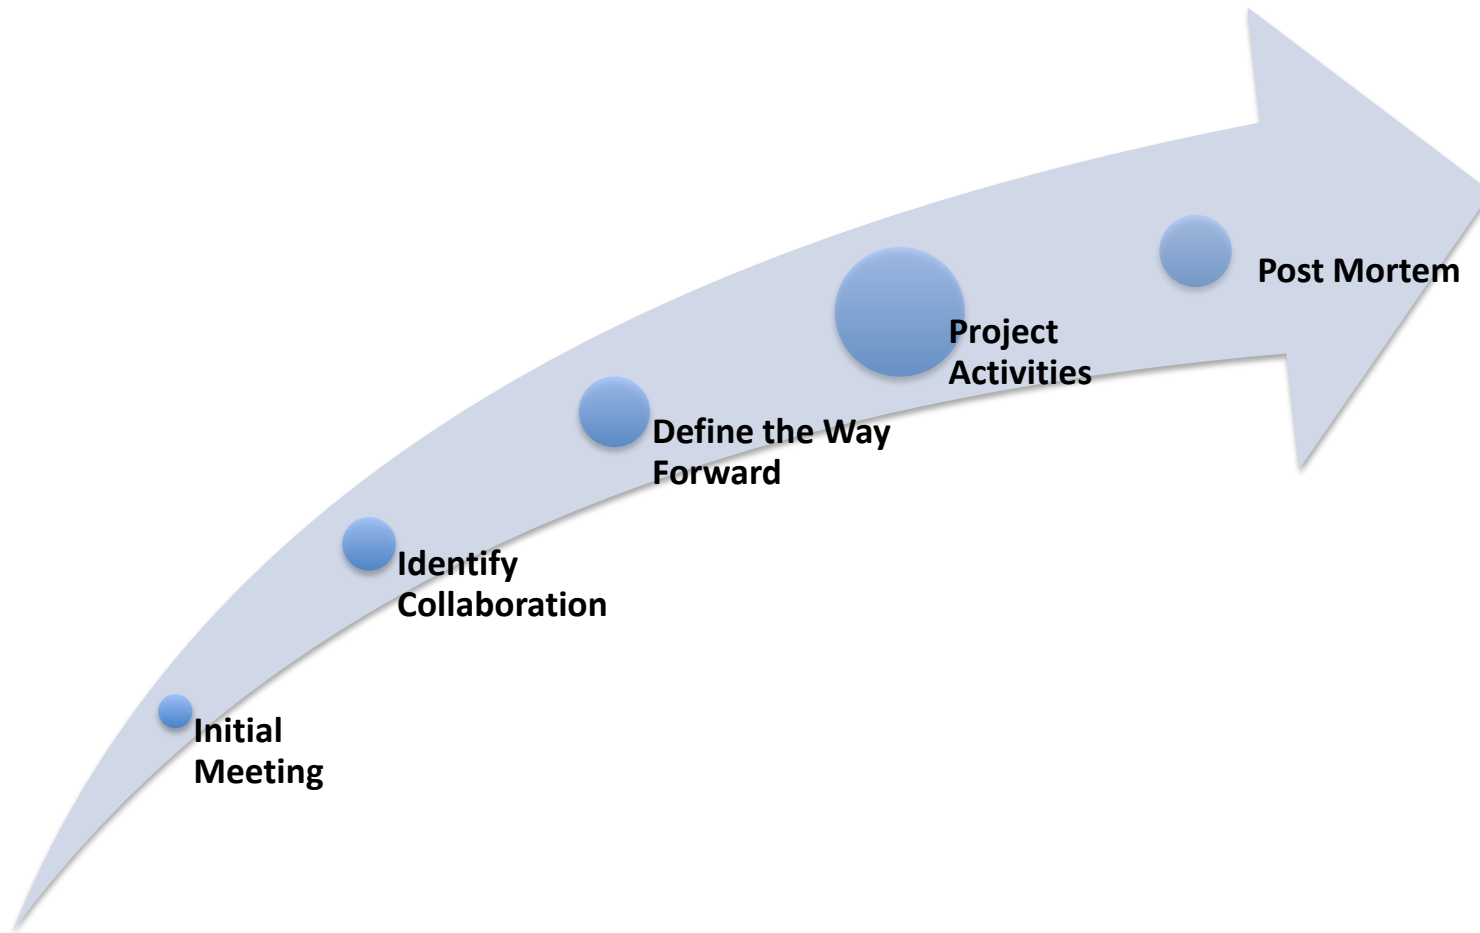 Post Mortem
Project
Activities
Define the Way
Forward
Identify
Collaboration
Initial
Meeting